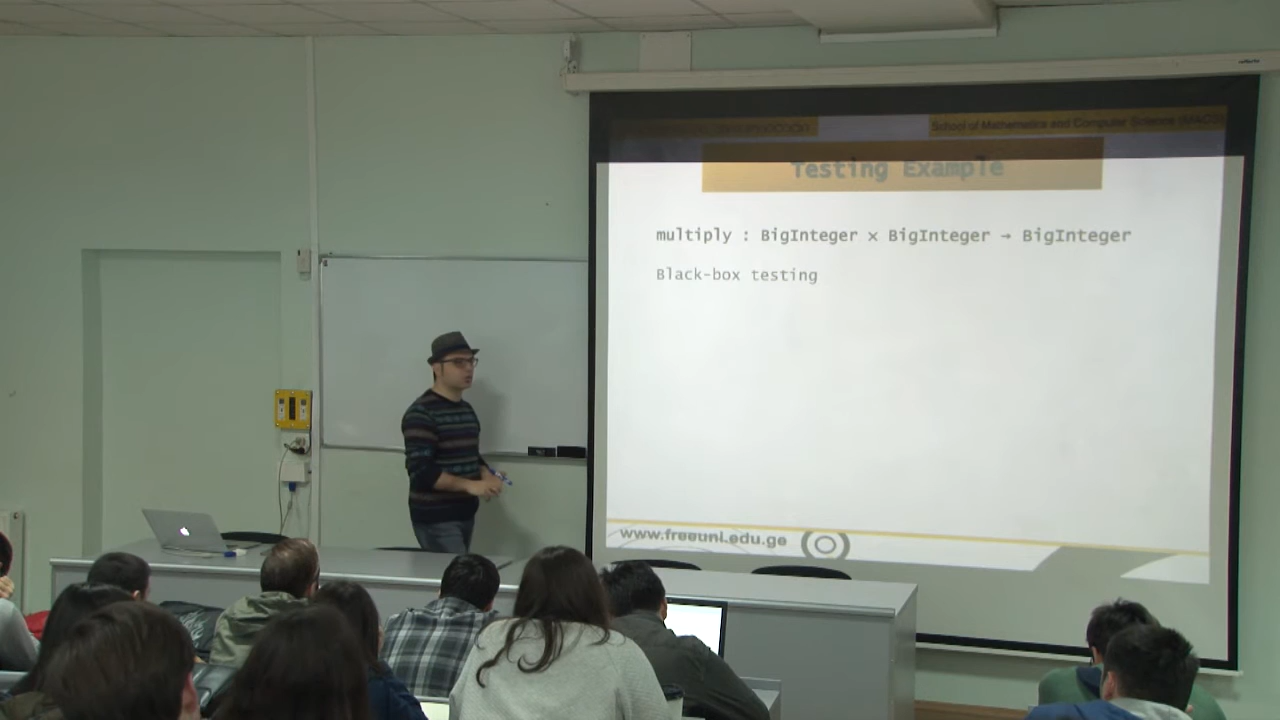 School of Mathematics and Computer Science (MACS)
Testing Example
multiply : BigInteger × BigInteger → BigInteger
Black-box testing
www.freeuni.edu.ge